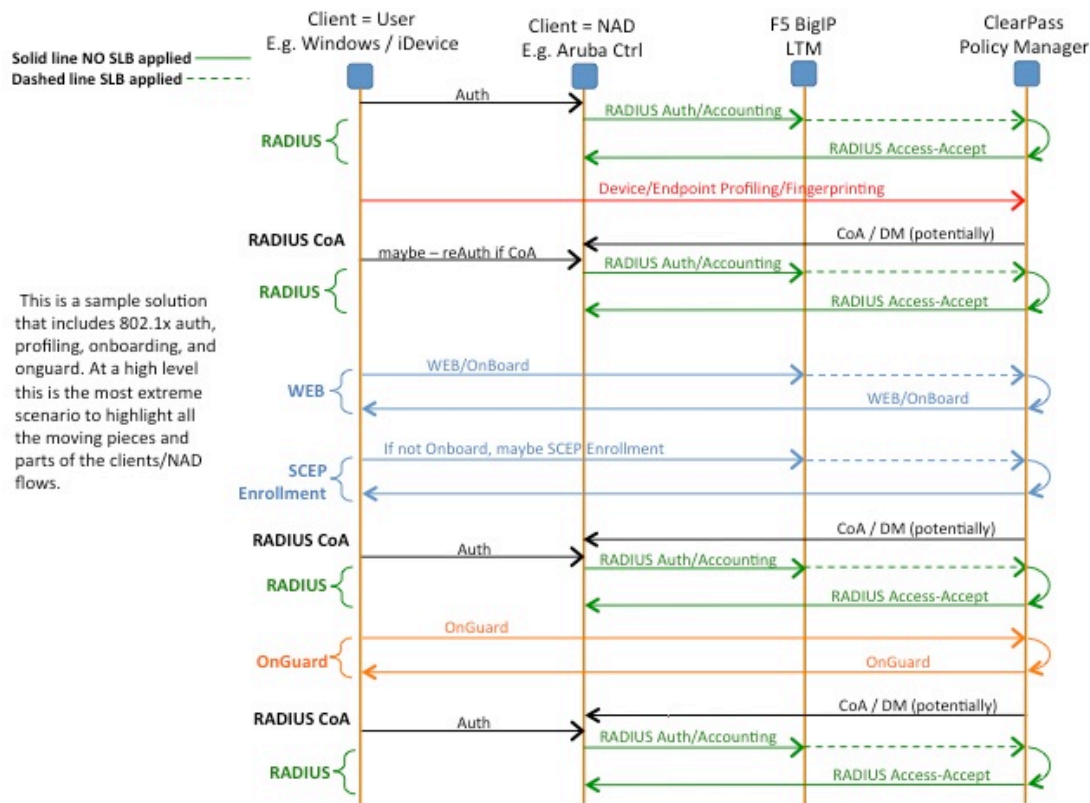 Client = User
E.g. Windows / iDevice
Client = NAD
E.g. Aruba Ctrl
F5 BigIP
LTM
ClearPass
Policy Manager
Solid line NO SLB applied
Dashed line SLB applied
Auth
RADIUS Auth/Accounting
RADIUS
RADIUS Access-Accept
Device/Endpoint Profiling/Fingerprinting
RADIUS CoA
CoA / DM (potentially)
maybe – reAuth if CoA
RADIUS Auth/Accounting
RADIUS
RADIUS Access-Accept
This is a sample solution
that includes 802.1x auth,
profiling, onboarding, and
onguard. At a high level
this is the most extreme
scenario to highlight all
the moving pieces and
parts of the clients/NAD
flows.
WEB/OnBoard
WEB
WEB/OnBoard
If not Onboard, maybe SCEP Enrollment
SCEP
Enrollment
RADIUS CoA
CoA / DM (potentially)
Auth
RADIUS Auth/Accounting
RADIUS
RADIUS Access-Accept
OnGuard
OnGuard
OnGuard
RADIUS CoA
CoA / DM (potentially)
Auth
RADIUS Auth/Accounting
RADIUS
RADIUS Access-Accept